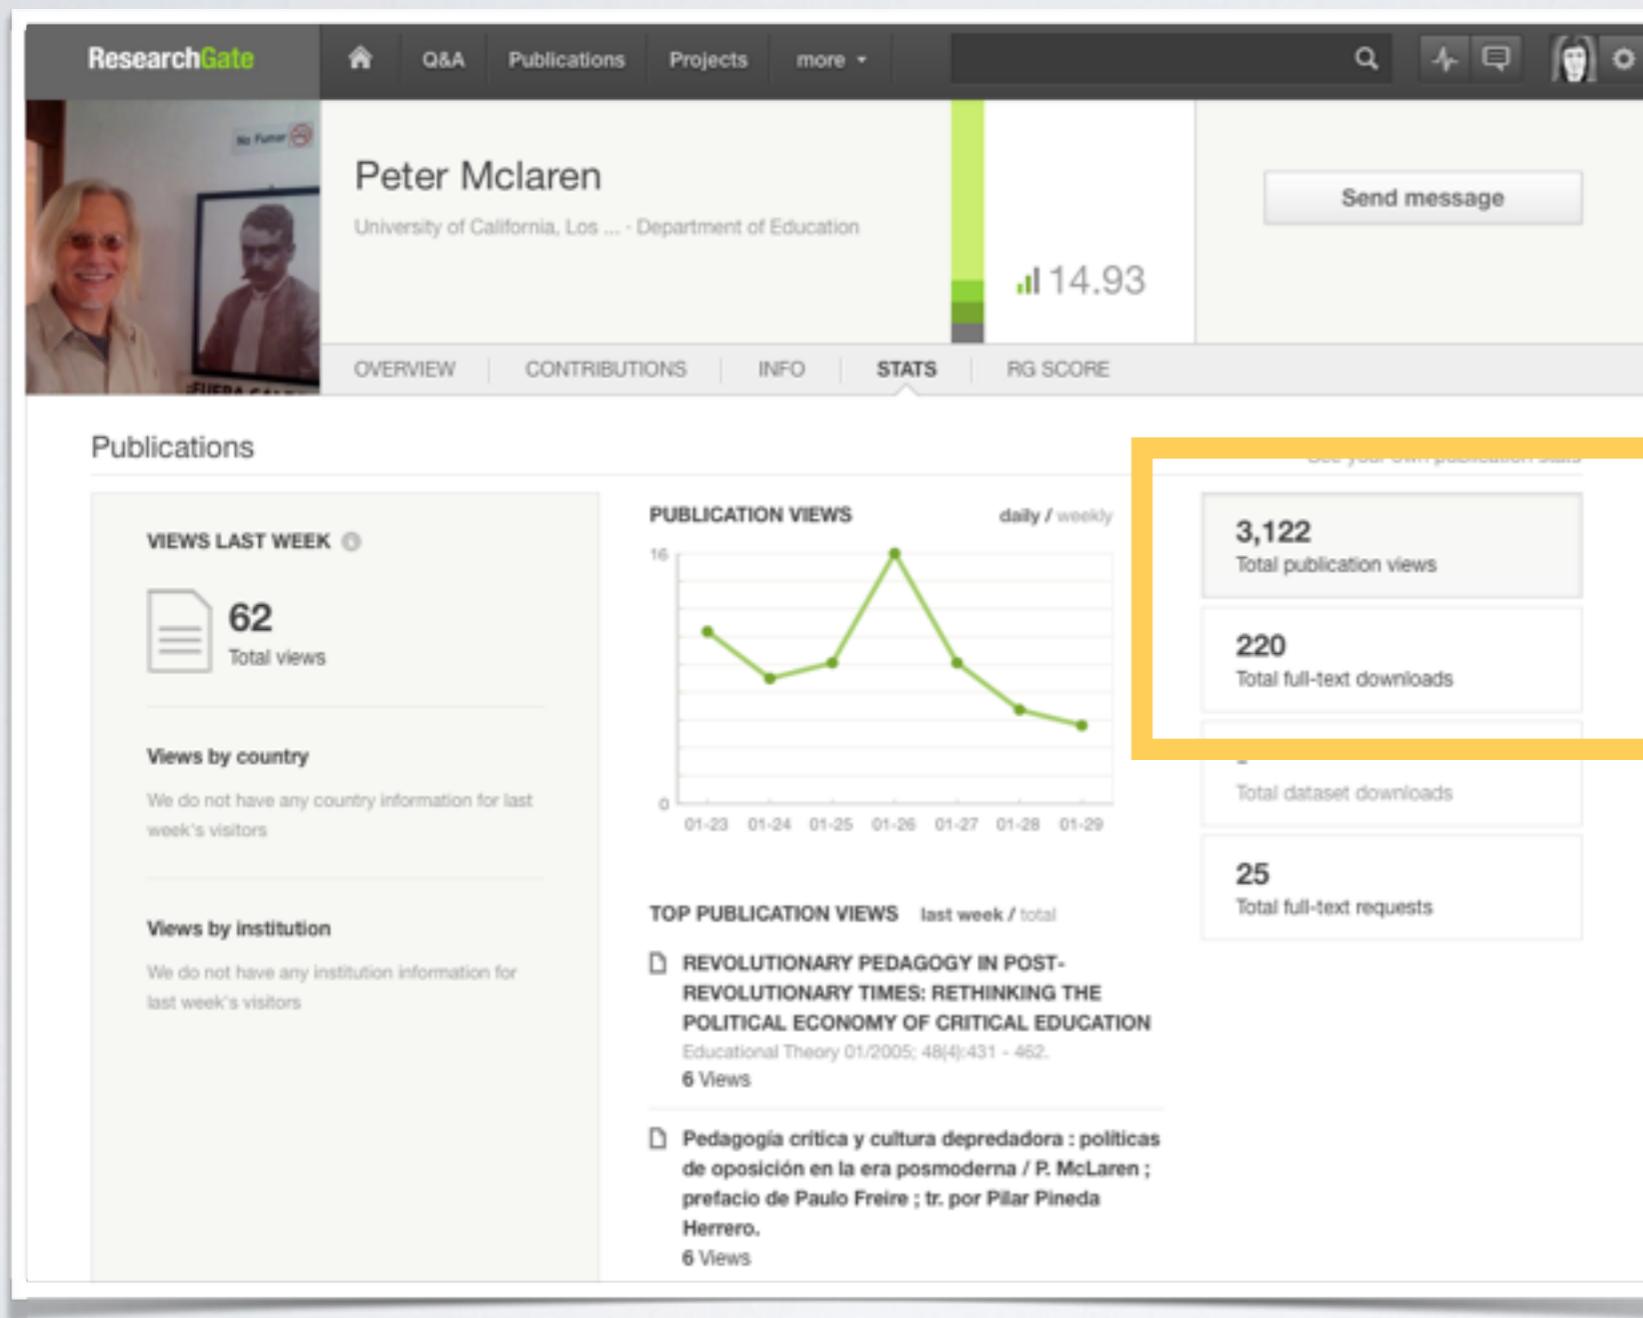 ResearchGate
Q&A Publications Projects more
No Fumar
Peter Mclaren
University of California, Los ... · Department of Education
14.93
Send message
OVERVIEW CONTRIBUTIONS INFO STATS RG SCORE
Publications
VIEWS LAST WEEK
62
Total views
Views by country
We do not have any country information for last
week's visitors
Views by institution
We do not have any institution information for
last week's visitors
PUBLICATION VIEWS daily / weekly
16
0
01-23 01-24 01-25 01-26 01-27 01-28 01-29
TOP PUBLICATION VIEWS last week / total
REVOLUTIONARY PEDAGOGY IN POST-
REVOLUTIONARY TIMES: RETHINKING THE
POLITICAL ECONOMY OF CRITICAL EDUCATION
Educational Theory 01/2005; 48(4):431 - 462.
6 Views
Pedagogía crítica y cultura depredadora : políticas
de oposición en la era posmoderna / P. McLaren ;
prefacio de Paulo Freire ; tr. por Pilar Pineda
Herrero.
6 Views
See your own publication stats
3,122
Total publication views
220
Total full-text downloads
Total dataset downloads
25
Total full-text requests